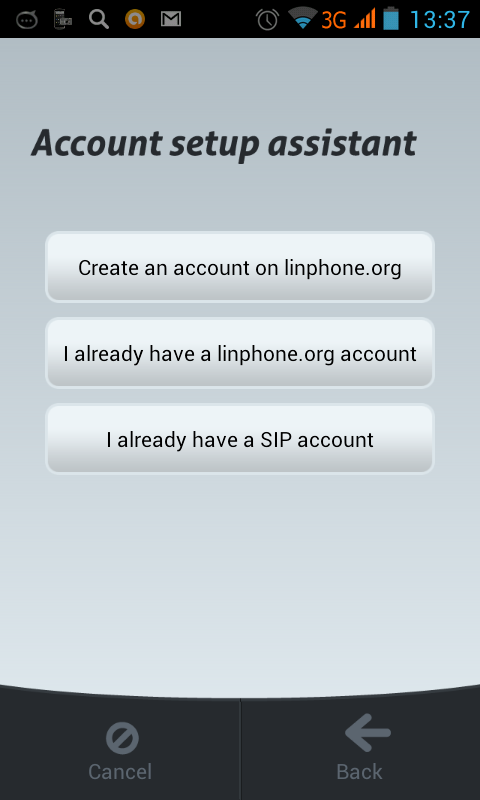 3G 13:37
Account setup assistant
Create an account on linphone.org
I already have a linphone.org account
I already have a SIP account
Cancel Back